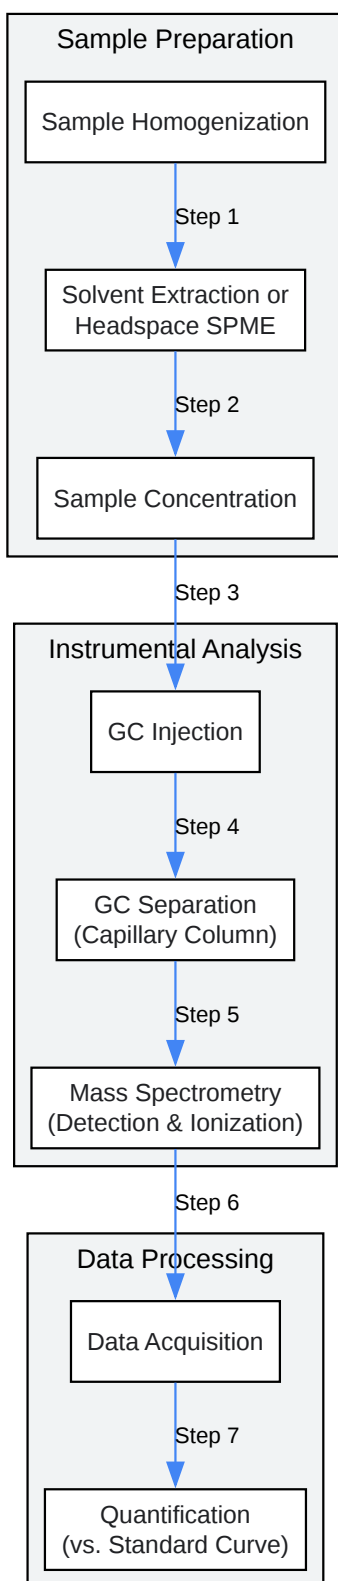 Sample Preparation
Sample Homogenization
Step 1
Solvent Extraction or
Headspace SPME
Step 2
Sample Concentration
Step 3
Instrumental Analysis
GC Injection
Step 4
GC Separation
(Capillary Column)
Step 5
Mass Spectrometry
(Detection & Ionization)
Step 6
Data Processing
Data Acquisition
Step 7
Quantification
(vs. Standard Curve)